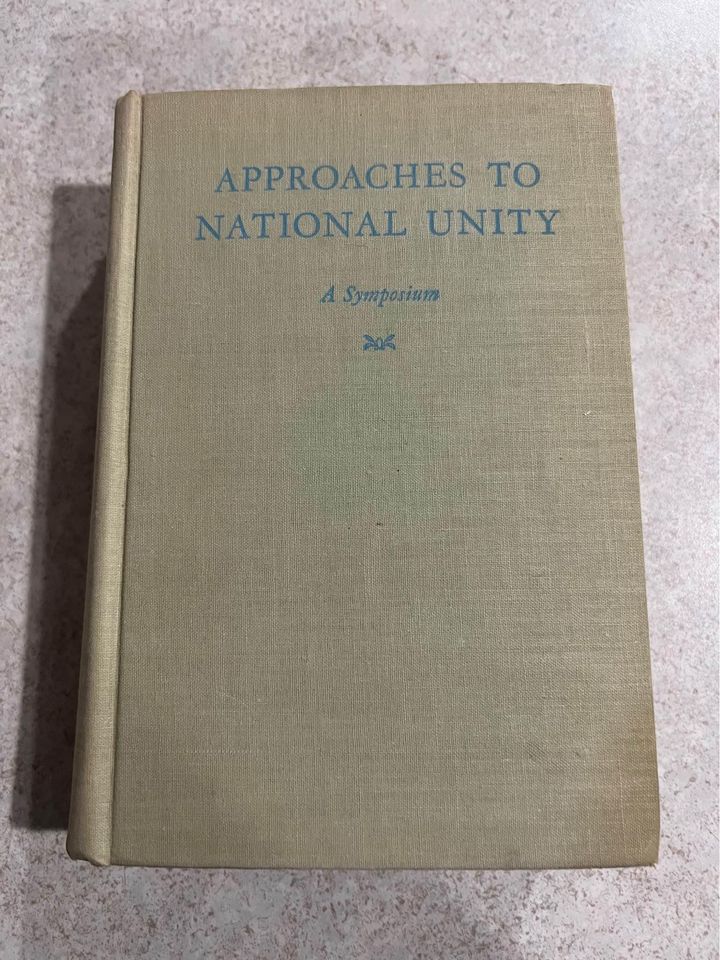 APPROACHES TO
NATIONAL UNITY
A Symposium